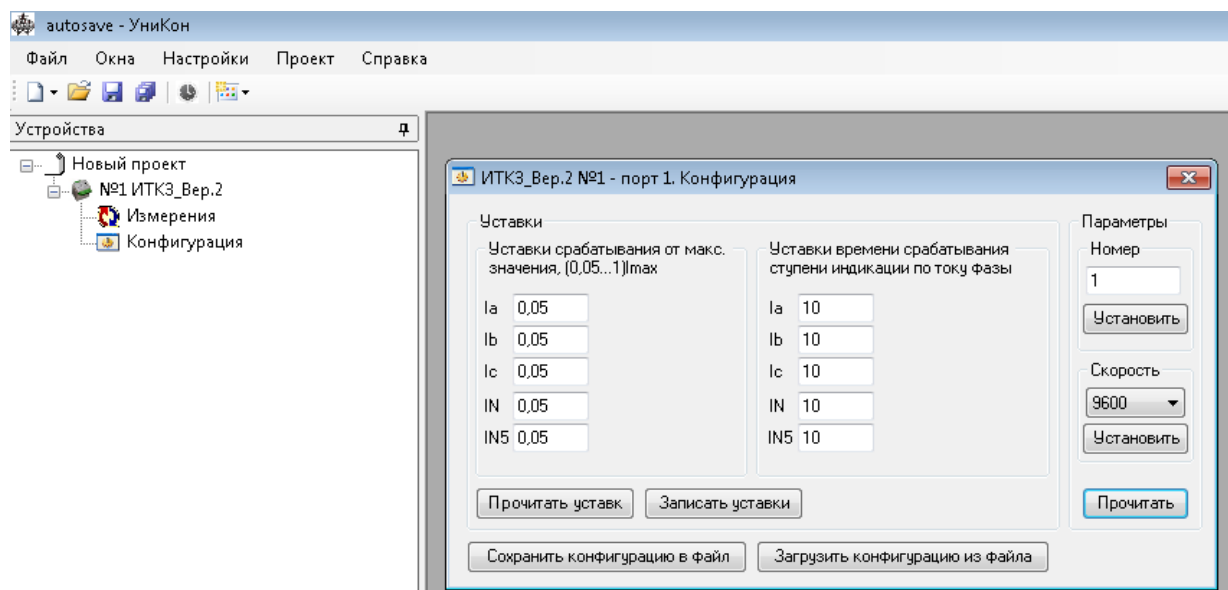 autosave - УниКон
Файл Окна Настройки Проект Справка
Устройства
Новый проект
№1 ИТКЗ_Вер.2
Измерения
Конфигурация
ИТКЗ_Вер.2 №1 - порт 1. Конфигурация
Уставки
Уставки срабатывания от макс.
значения, (0,05...1)Imax
Ia 0,05
Ib 0,05
Ic 0,05
IN 0,05
IN5 0,05
Уставки времени срабатывания
ступени индикации по току фазы
Ia 10
Ib 10
Ic 10
IN 10
IN5 10
Прочитать уставк Записать уставки
Сохранить конфигурацию в файл Загрузить конфигурацию из файла
Параметры
Номер
1
Установить
Скорость
9600
Установить
Прочитать